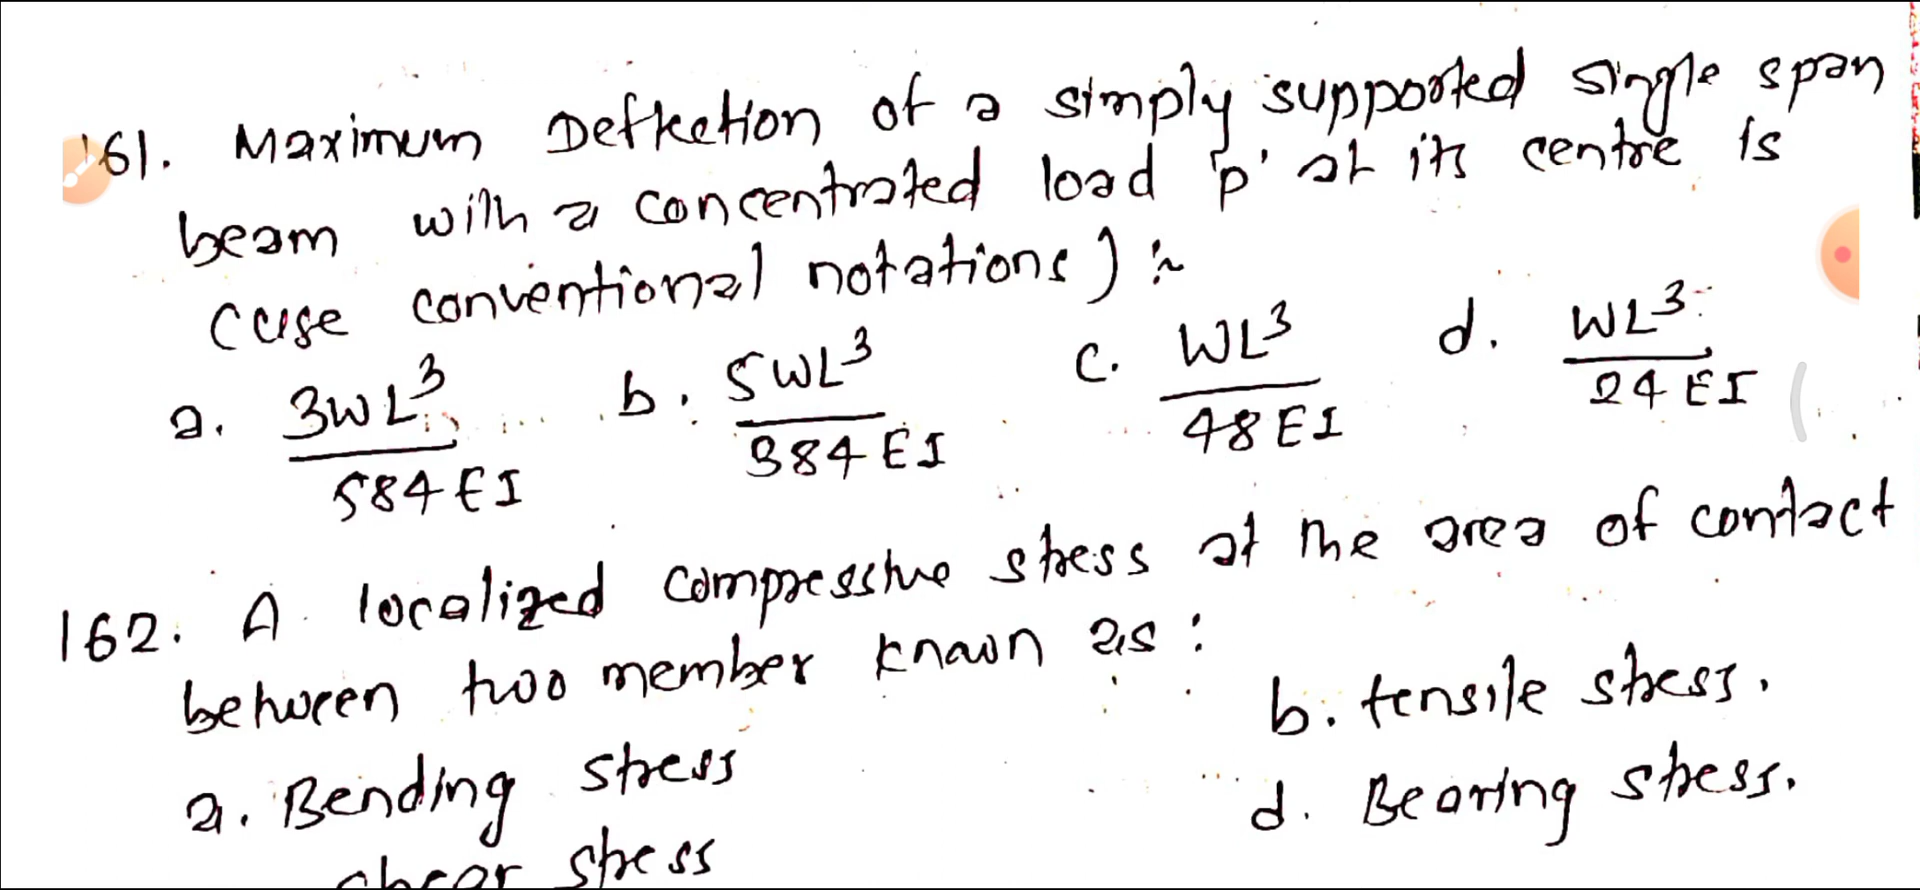 161. Maximum Deflection of a simply supported single span
beam with a concentrated load 'p' at its centre is
(use conventional notations) :-
a. 3WL³/584EI b. 5WL³/384EI c. WL³/48EI d. WL³/24EI
162. A localized compressive stress at the area of contact
between two member known as :
a. Bending stress b. tensile stress.
shear stress d. Bearing stress.